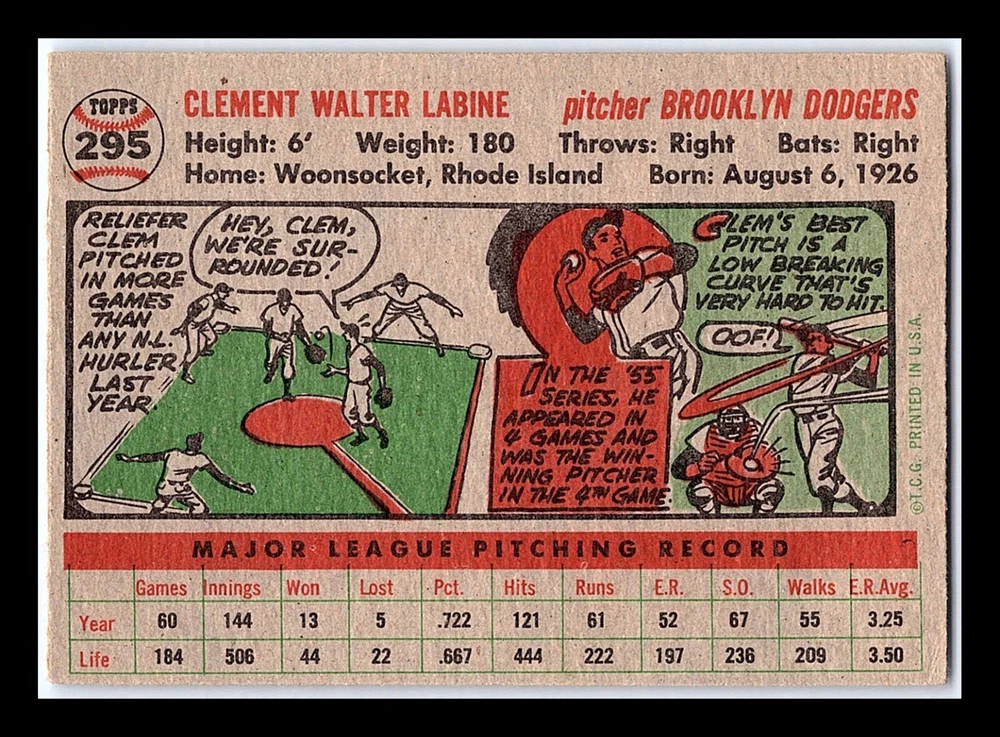 TOPPS
295
CLEMENT WALTER LABINE pitcher BROOKLYN DODGERS
Height: 6' Weight: 180 Throws: Right Bats: Right
Home: Woonsocket, Rhode Island Born: August 6, 1926
RELIEFER
CLEM
PITCHED
IN MORE
GAMES
THAN
ANY N.L.
HURLER
LAST
YEAR.
HEY, CLEM,
WE'RE SUR-
ROUNDED!
IN THE '55
SERIES, HE
APPEARED IN
4 GAMES AND
WAS THE WIN-
NING PITCHER
IN THE 4TH GAME.
CLEM'S BEST
PITCH IS A
LOW BREAKING
CURVE THAT'S
VERY HARD TO HIT.
OOF!
©T.C.G. PRINTED IN U.S.A.
MAJOR LEAGUE PITCHING RECORD
Games Innings Won Lost Pct. Hits Runs E.R. S.O. Walks E.R.Avg.
Year 60 144 13 5 .722 121 61 52 67 55 3.25
Life 184 506 44 22 .667 444 222 197 236 209 3.50